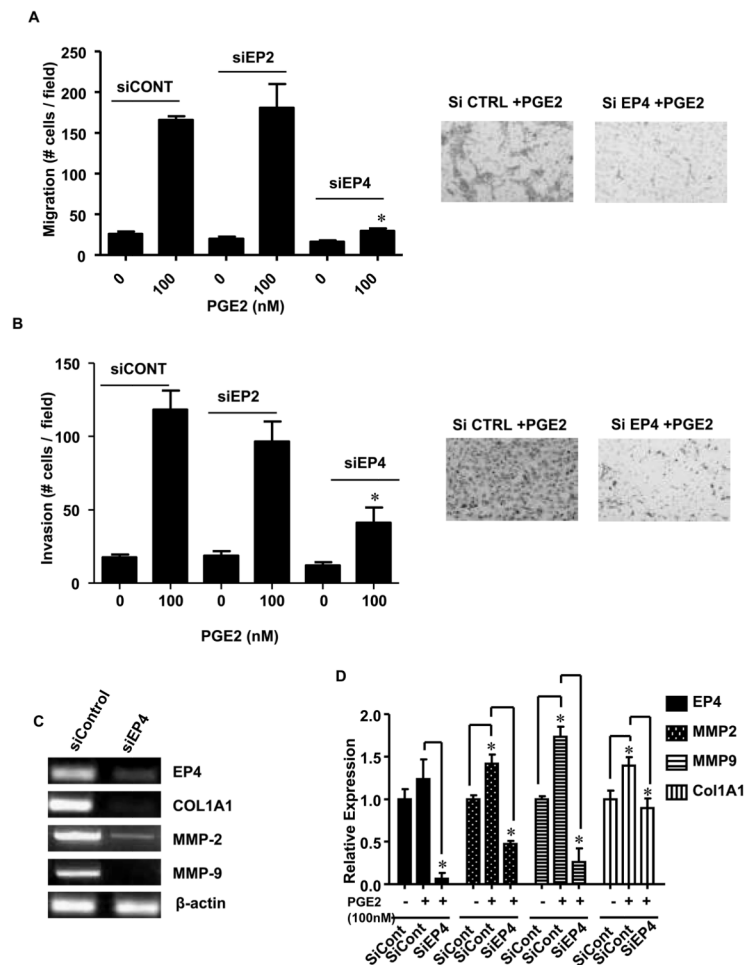 A
siCONT
siEP2
siEP4
*
Migration (# cells / field)
250
200
150
100
50
0
0 100 0 100 0 100
PGE2 (nM)
Si CTRL +PGE2 Si EP4 +PGE2
B
siCONT
siEP2
siEP4
*
Invasion (# cells / field)
150
100
50
0
0 100 0 100 0 100
PGE2 (nM)
Si CTRL +PGE2 Si EP4 +PGE2
C
siControl siEP4
EP4
COL1A1
MMP-2
MMP-9
β-actin
D
EP4
MMP2
MMP9
Col1A1
Relative Expression
2.0
1.5
1.0
0.5
0.0
* * * * * * *
PGE2 - + + - + + - + + - + +
(100nM)
SiCont SiCont SiEP4 SiCont SiCont SiEP4 SiCont SiCont SiEP4 SiCont SiCont SiEP4